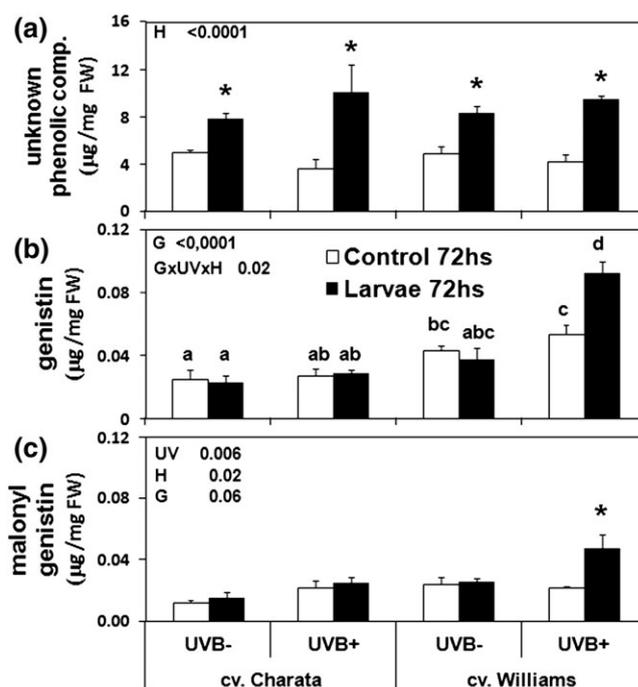 (a)
unknown
phenolic comp.
(µg/mg FW)
16
12
8
4
0
H <0.0001
* * * *
(b)
genistin
(µg/mg FW)
0.12
0.08
0.04
0
G <0,0001
GxUVxH 0.02
Control 72hs
Larvae 72hs
a a ab ab bc abc c d
(c)
malonyl
genistin
(µg/mg FW)
0.12
0.08
0.04
0.00
UV 0.006
H 0.02
G 0.06
*
UVB- UVB+ UVB- UVB+
cv. Charata cv. Williams